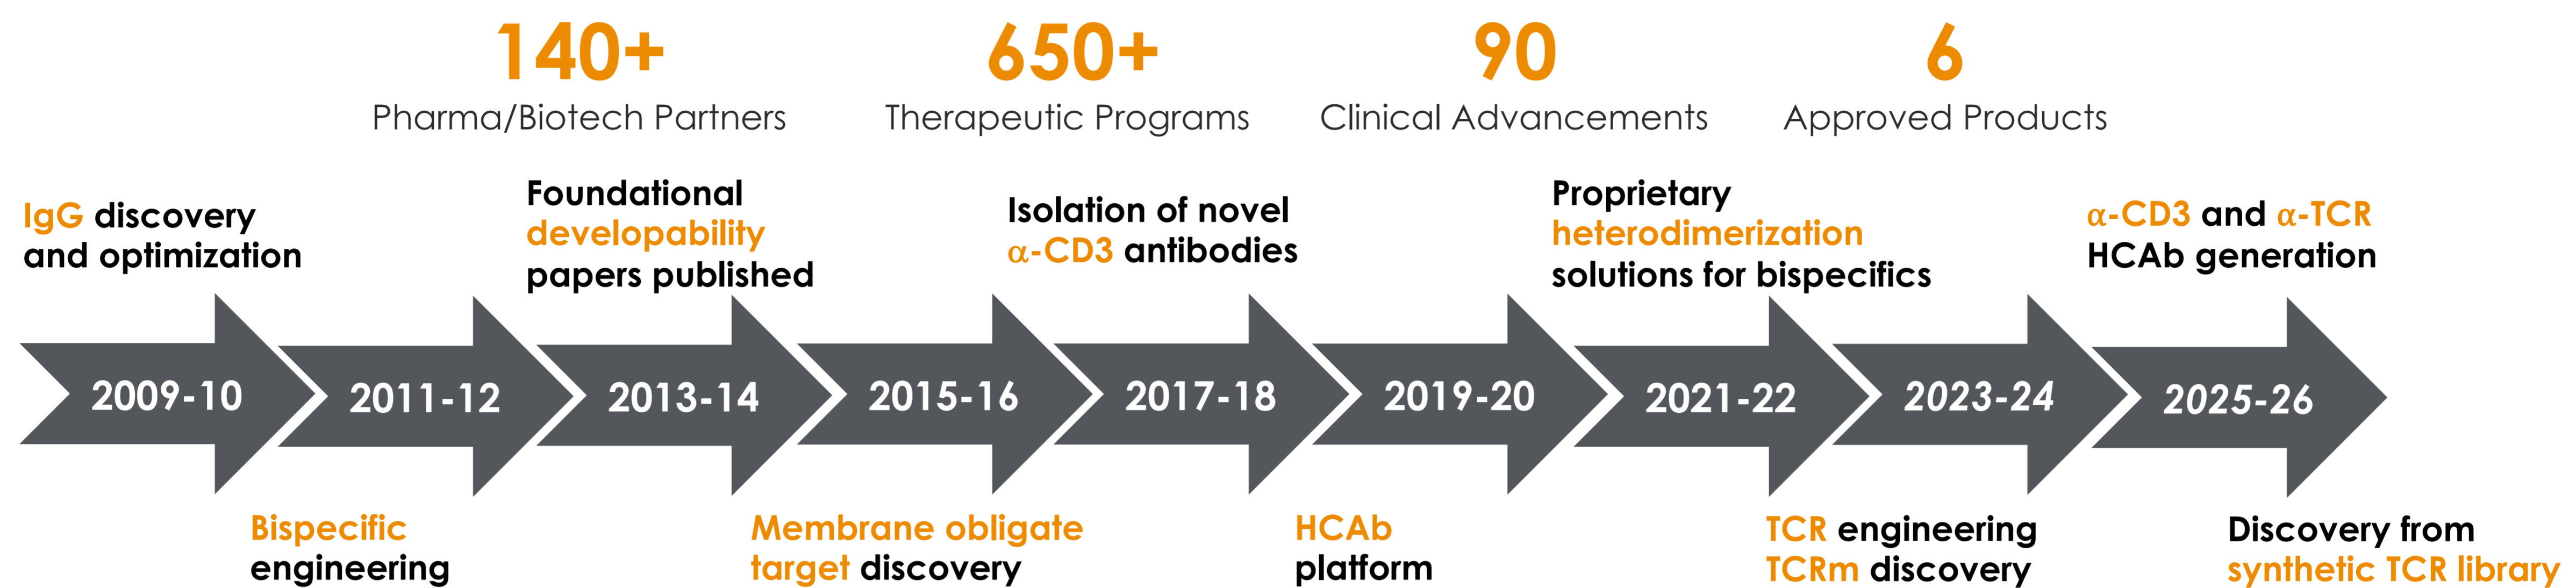 140+
Pharma/Biotech Partners
650+
Therapeutic Programs
90
Clinical Advancements
6
Approved Products
IgG discovery
and optimization
Foundational
developability
papers published
Isolation of novel
α-CD3 antibodies
Proprietary
heterodimerization
solutions for bispecifics
α-CD3 and α-TCR
HCAb generation
2009-10
2011-12
2013-14
2015-16
2017-18
2019-20
2021-22
2023-24
2025-26
Bispecific
engineering
Membrane obligate
target discovery
HCAb
platform
TCR engineering
TCRm discovery
Discovery from
synthetic TCR library